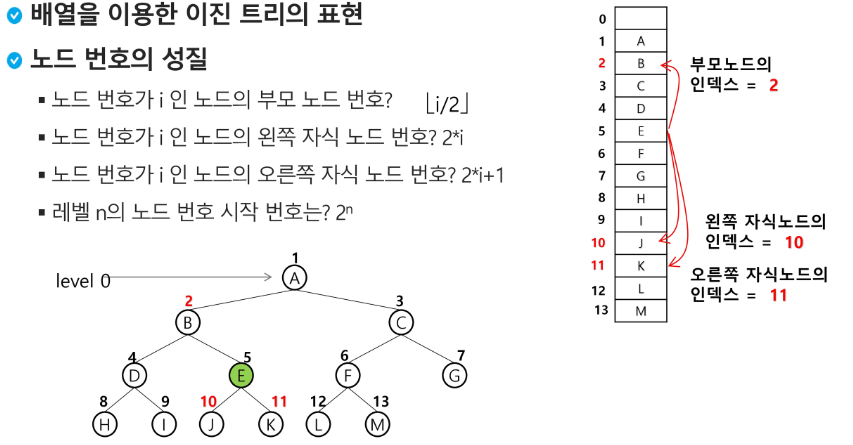 배열을 이용한 이진 트리의 표현
노드 번호의 성질
▪ 노드 번호가 i 인 노드의 부모 노드 번호? ⌊i/2⌋
▪ 노드 번호가 i 인 노드의 왼쪽 자식 노드 번호? 2*i
▪ 노드 번호가 i 인 노드의 오른쪽 자식 노드 번호? 2*i+1
▪ 레벨 n의 노드 번호 시작 번호는? 2ⁿ
level 0
1
A
2 3
B C
4 5 6 7
D E F G
8 9 10 11 12 13
H I J K L M
0
1 A
2 B
3 C
4 D
5 E
6 F
7 G
8 H
9 I
10 J
11 K
12 L
13 M
부모노드의
인덱스 = 2
왼쪽 자식노드의
인덱스 = 10
오른쪽 자식노드의
인덱스 = 11